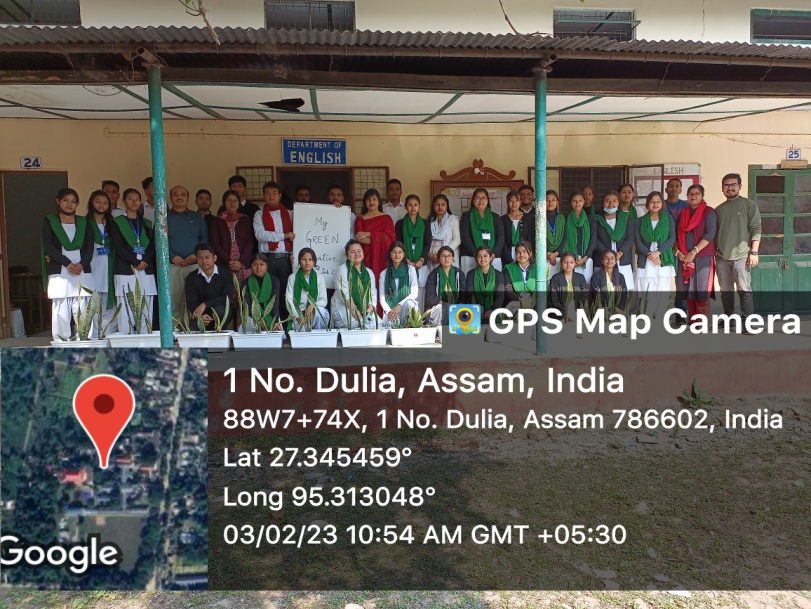 24
DEPARTMENT OF
ENGLISH
25
ENGLISH
My
GREEN
GPS Map Camera
1 No. Dulia, Assam, India
88W7+74X, 1 No. Dulia, Assam 786602, India
Lat 27.345459°
Long 95.313048°
03/02/23 10:54 AM GMT +05:30
Google